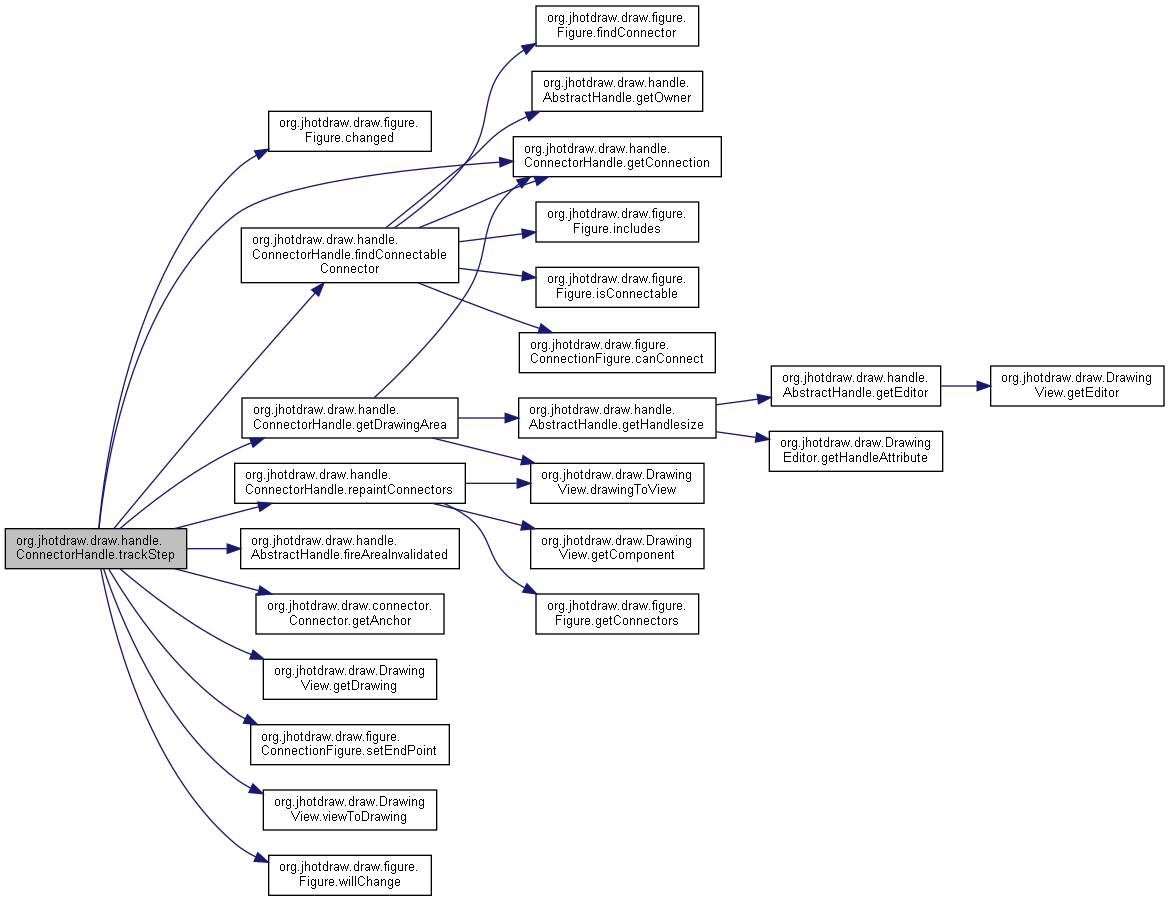 org.jhotdraw.draw.figure.
Figure.findConnector
org.jhotdraw.draw.handle.
AbstractHandle.getOwner
org.jhotdraw.draw.figure.
Figure.changed
org.jhotdraw.draw.handle.
ConnectorHandle.getConnection
org.jhotdraw.draw.figure.
Figure.includes
org.jhotdraw.draw.handle.
ConnectorHandle.findConnectable
Connector
org.jhotdraw.draw.figure.
Figure.isConnectable
org.jhotdraw.draw.figure.
ConnectionFigure.canConnect
org.jhotdraw.draw.handle.
AbstractHandle.getEditor
org.jhotdraw.draw.Drawing
View.getEditor
org.jhotdraw.draw.handle.
ConnectorHandle.getDrawingArea
org.jhotdraw.draw.handle.
AbstractHandle.getHandlesize
org.jhotdraw.draw.Drawing
Editor.getHandleAttribute
org.jhotdraw.draw.handle.
ConnectorHandle.repaintConnectors
org.jhotdraw.draw.Drawing
View.drawingToView
org.jhotdraw.draw.handle.
ConnectorHandle.trackStep
org.jhotdraw.draw.handle.
AbstractHandle.fireAreaInvalidated
org.jhotdraw.draw.Drawing
View.getComponent
org.jhotdraw.draw.connector.
Connector.getAnchor
org.jhotdraw.draw.figure.
Figure.getConnectors
org.jhotdraw.draw.Drawing
View.getDrawing
org.jhotdraw.draw.figure.
ConnectionFigure.setEndPoint
org.jhotdraw.draw.Drawing
View.viewToDrawing
org.jhotdraw.draw.figure.
Figure.willChange